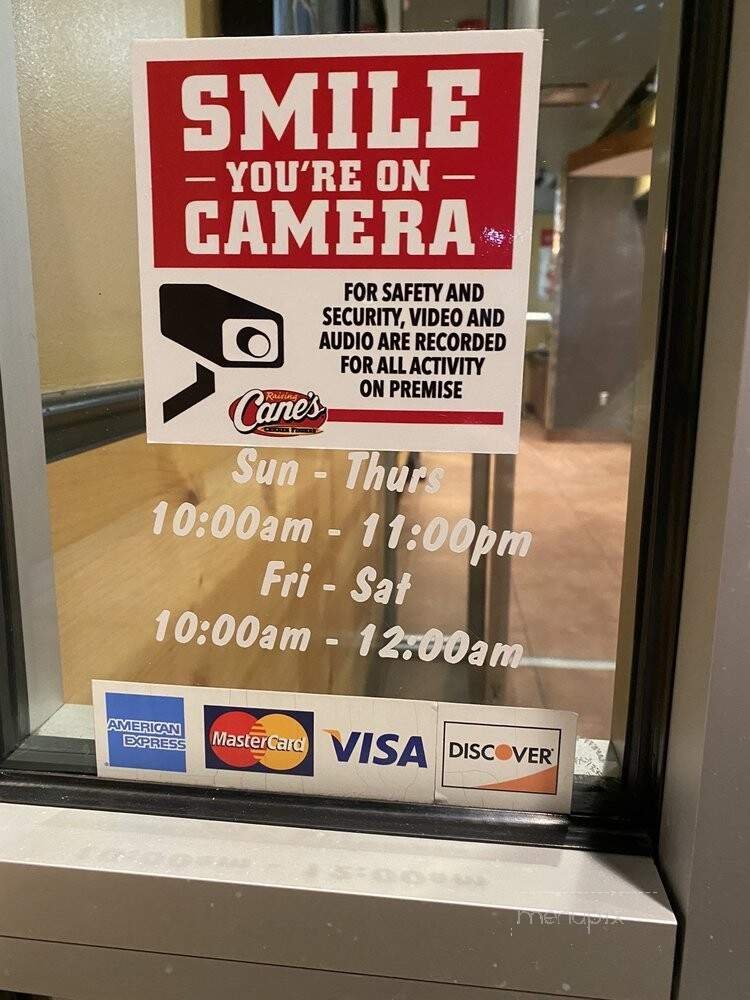 SMILE
YOU'RE ON
CAMERA
FOR SAFETY AND
SECURITY, VIDEO AND
AUDIO ARE RECORDED
FOR ALL ACTIVITY
ON PREMISE
Raising
Cane's
Sun - Thurs
10:00am - 11:00pm
Fri - Sat
10:00am - 12:00am
AMERICAN
EXPRESS
MasterCard
VISA
DISCOVER
menupix